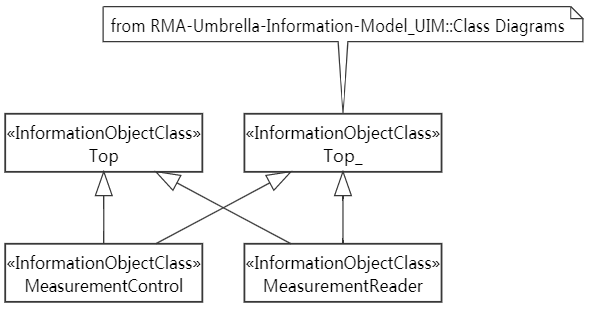 from RMA-Umbrella-Information-Model_UIM::Class Diagrams
«InformationObjectClass»
Top
«InformationObjectClass»
Top_
«InformationObjectClass»
MeasurementControl
«InformationObjectClass»
MeasurementReader